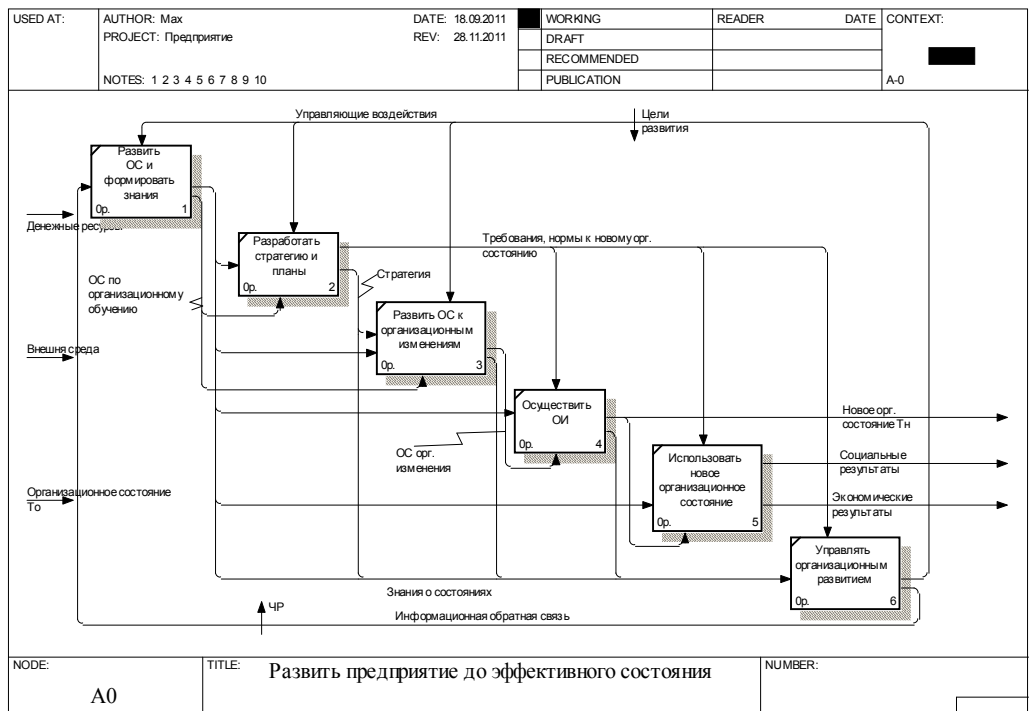 USED AT:
AUTHOR: Max
DATE: 18.09.2011
WORKING
READER
DATE
CONTEXT:
PROJECT: Предприятие
REV: 28.11.2011
DRAFT
RECOMMENDED
NOTES: 1 2 3 4 5 6 7 8 9 10
PUBLICATION
A-0
Управляющие воздействия
Цели
развития
Развить
ОС и
формировать
знания
0р.
1
Денежные ресурсы
Разработать
стратегию и
планы
0р.
2
Требования, нормы к новому орг.
состоянию
ОС по
организационному
обучению
Стратегия
Развить ОС к
организационным
изменениям
0р.
3
Внешня среда
Осуществить
ОИ
0р.
4
Новое орг.
состояние Тн
ОС орг.
изменения
Использовать
новое
организационное
состояние
0р.
5
Социальные
результаты
Организационное состояние
То
Экономические
результаты
Управлять
организационным
развитием
0р.
6
Знания о состояниях
ЧР
Информационная обратная связь
NODE:
TITLE:
Развить предприятие до эффективного состояния
NUMBER:
A0